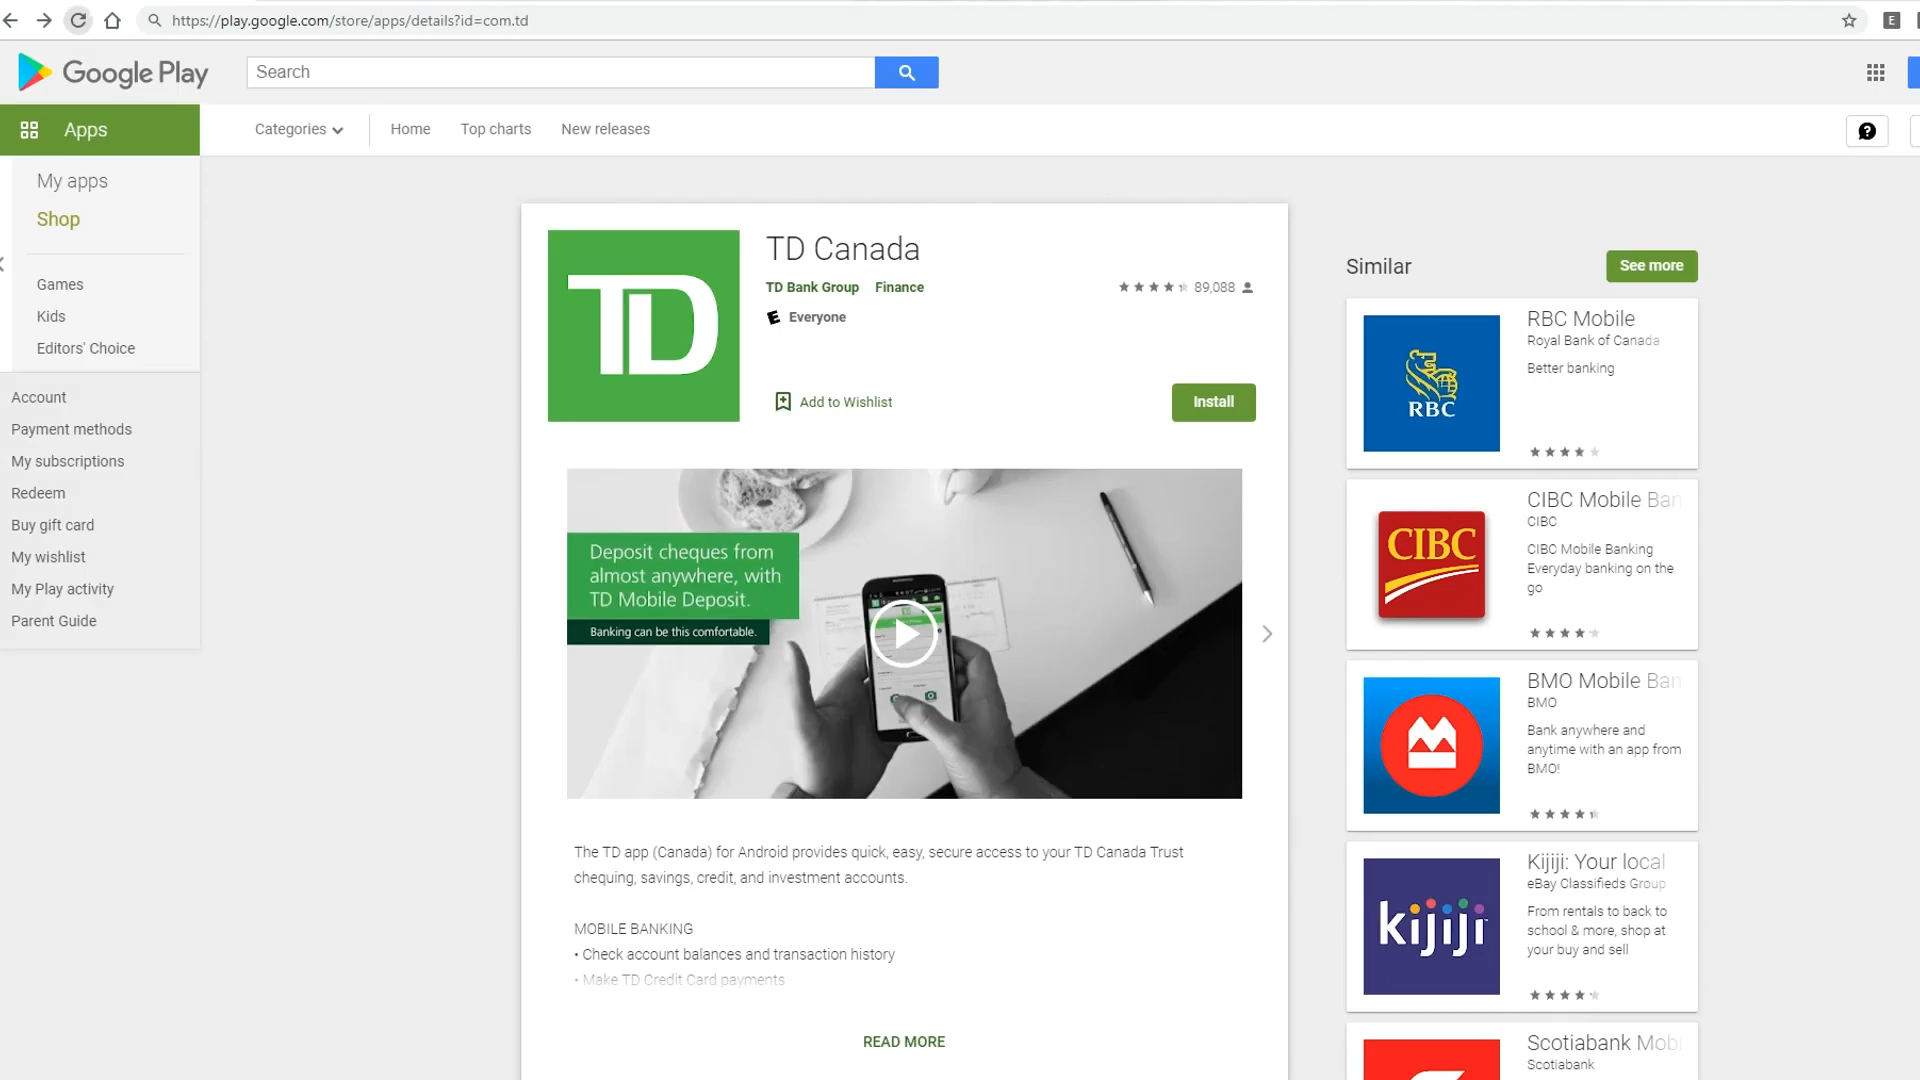 https://play.google.com/store/apps/details?id=com.td
E
Google Play
Search
Apps
Categories
Home
Top charts
New releases
My apps
Shop
Games
Kids
Editors' Choice
Account
Payment methods
My subscriptions
Redeem
Buy gift card
My wishlist
My Play activity
Parent Guide
TD
TD Canada
TD Bank Group
Finance
89,088
E Everyone
Add to Wishlist
Install
Deposit cheques from
almost anywhere, with
TD Mobile Deposit.
Banking can be this comfortable.
The TD app (Canada) for Android provides quick, easy, secure access to your TD Canada Trust
chequing, savings, credit, and investment accounts.
MOBILE BANKING
• Check account balances and transaction history
• Make TD Credit Card payments
READ MORE
Similar
See more
RBC
RBC Mobile
Royal Bank of Canada
Better banking
CIBC
CIBC Mobile Ban
CIBC
CIBC Mobile Banking
Everyday banking on the
go
BMO Mobile Ban
BMO
Bank anywhere and
anytime with an app from
BMO!
kijiji
Kijiji: Your local
eBay Classifieds Group
From rentals to back to
school & more, shop at
your buy and sell
Scotiabank Mobi
Scotiabank